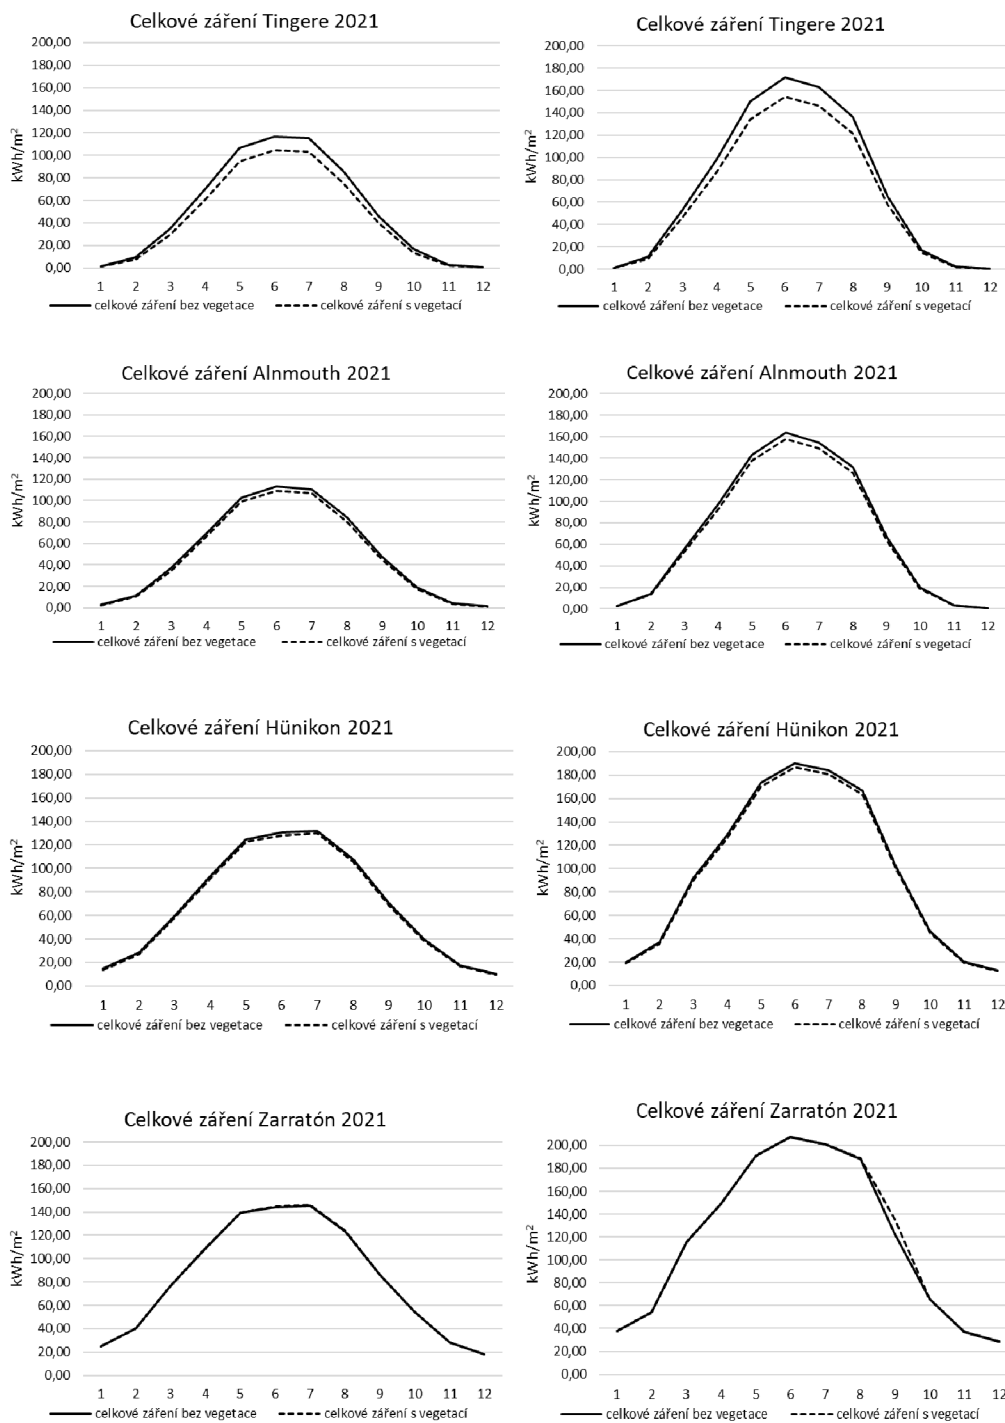 Celkové záření Tingere 2021
200,00
180,00
160,00
140,00
120,00
100,00
80,00
60,00
40,00
20,00
0,00
kWh/m²
1 2 3 4 5 6 7 8 9 10 11 12
celkové záření bez vegetace celkové záření s vegetací
Celkové záření Tingere 2021
200,00
180,00
160,00
140,00
120,00
100,00
80,00
60,00
40,00
20,00
0,00
kWh/m²
1 2 3 4 5 6 7 8 9 10 11 12
celkové záření bez vegetace celkové záření s vegetací
Celkové záření Alnmouth 2021
200,00
180,00
160,00
140,00
120,00
100,00
80,00
60,00
40,00
20,00
0,00
kWh/m²
1 2 3 4 5 6 7 8 9 10 11 12
celkové záření bez vegetace celkové záření s vegetací
Celkové záření Alnmouth 2021
200,00
180,00
160,00
140,00
120,00
100,00
80,00
60,00
40,00
20,00
0,00
kWh/m²
1 2 3 4 5 6 7 8 9 10 11 12
celkové záření bez vegetace celkové záření s vegetací
Celkové záření Hünikon 2021
200,00
180,00
160,00
140,00
120,00
100,00
80,00
60,00
40,00
20,00
0,00
kWh/m²
1 2 3 4 5 6 7 8 9 10 11 12
celkové záření bez vegetace celkové záření s vegetací
Celkové záření Hünikon 2021
200,00
180,00
160,00
140,00
120,00
100,00
80,00
60,00
40,00
20,00
0,00
kWh/m²
1 2 3 4 5 6 7 8 9 10 11 12
celkové záření bez vegetace celkové záření s vegetací
Celkové záření Zarratón 2021
200,00
180,00
160,00
140,00
120,00
100,00
80,00
60,00
40,00
20,00
0,00
kWh/m²
1 2 3 4 5 6 7 8 9 10 11 12
celkové záření bez vegetace celkové záření s vegetací
Celkové záření Zarratón 2021
200,00
180,00
160,00
140,00
120,00
100,00
80,00
60,00
40,00
20,00
0,00
kWh/m²
1 2 3 4 5 6 7 8 9 10 11 12
celkové záření bez vegetace celkové záření s vegetací